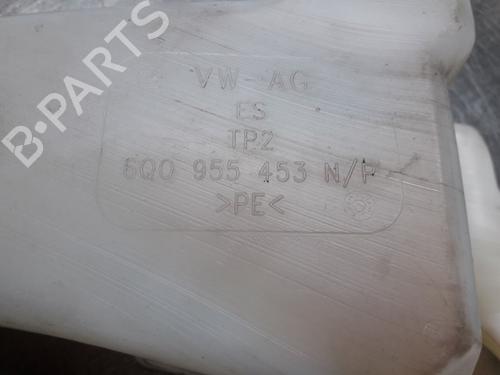 B-PARTS
VW AG
ES
TP2
6Q0 955 453 N/P
>PE<